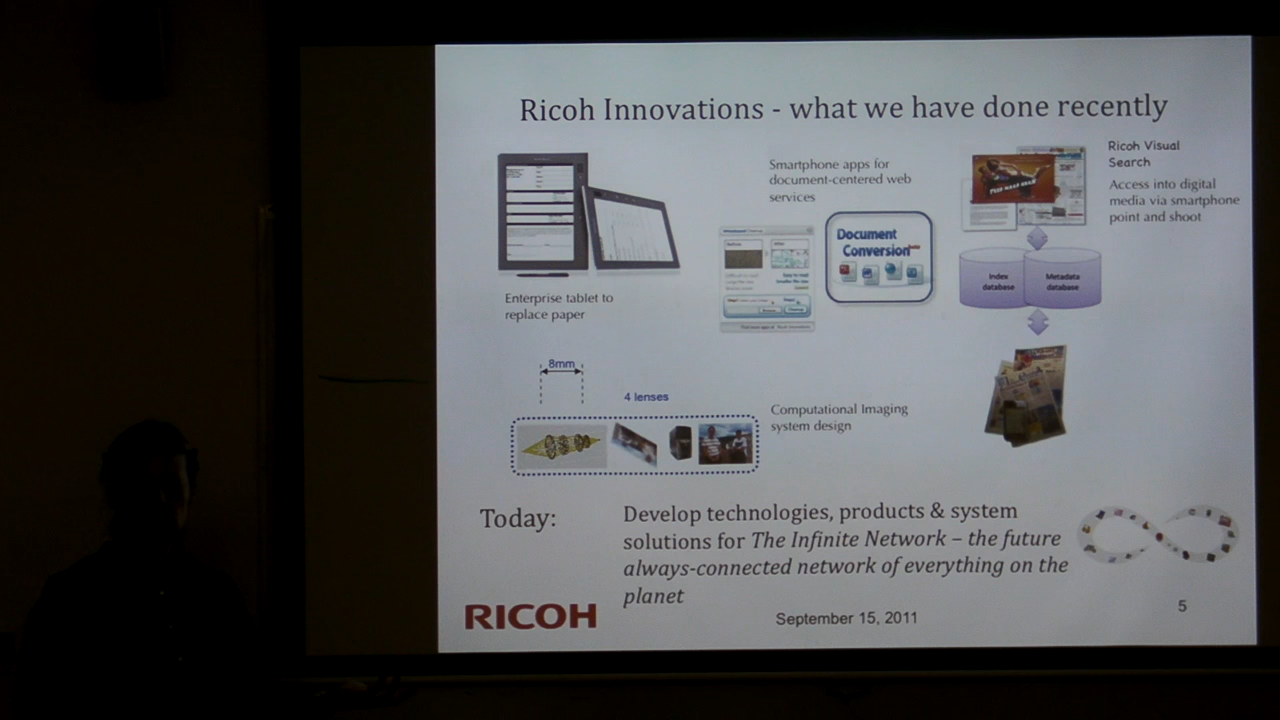 Ricoh Innovations - what we have done recently
Smartphone apps for
document-centered web
services
Ricoh Visual
Search
Access into digital
media via smartphone
point and shoot
Document
Conversion beta
Before
After
Index
database
Metadata
database
Enterprise tablet to
replace paper
8mm
4 lenses
Computational Imaging
system design
Today:
Develop technologies, products & system
solutions for The Infinite Network – the future
always-connected network of everything on the
planet
RICOH
September 15, 2011
5